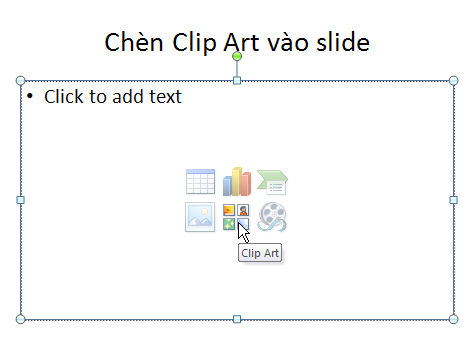 Chèn Clip Art vào slide
• Click to add text
Clip Art